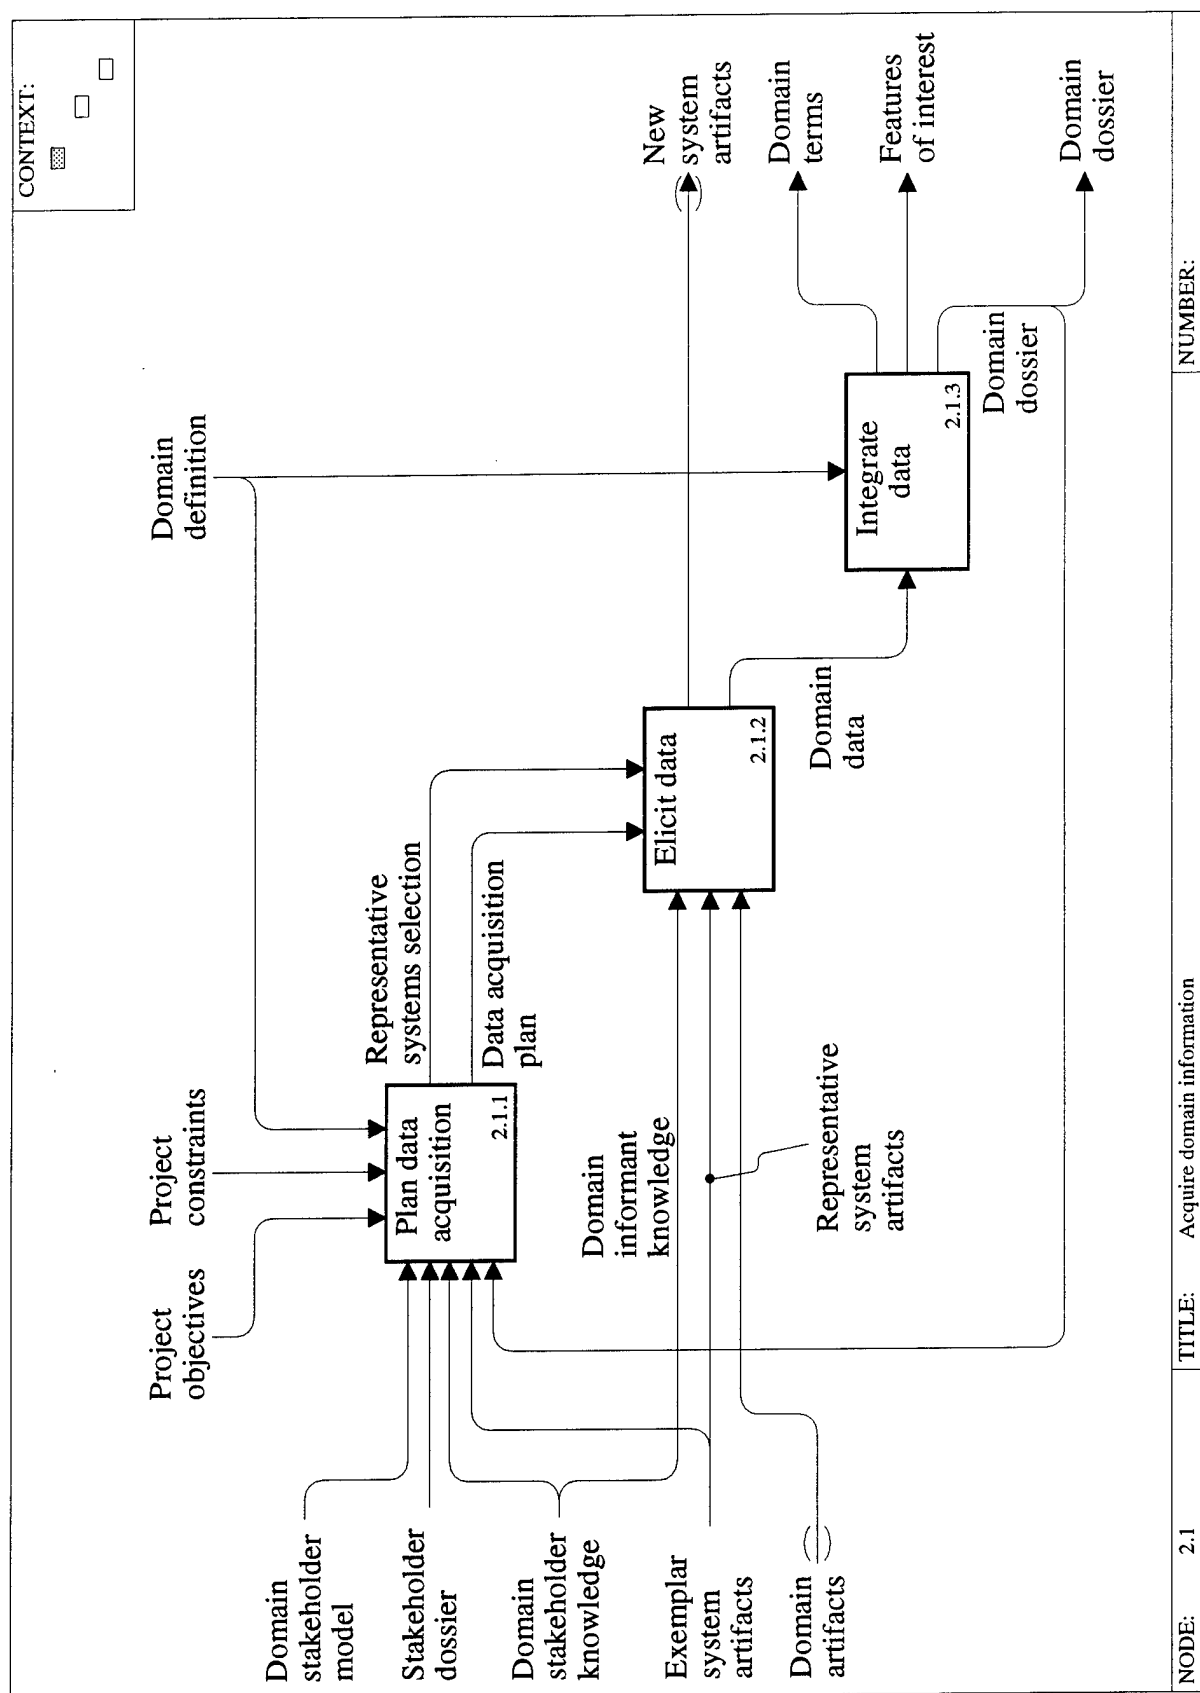 CONTEXT:
Project
objectives
Project
constraints
Domain
definition
Domain
stakeholder
model
Stakeholder
dossier
Domain
stakeholder
knowledge
Exemplar
system
artifacts
Domain
artifacts
Plan data
acquisition
2.1.1
Representative
systems selection
Data acquisition
plan
Domain
informant
knowledge
Representative
system
artifacts
Elicit data
2.1.2
Domain
data
Integrate
data
2.1.3
Domain
dossier
New
system
artifacts
Domain
terms
Features
of interest
Domain
dossier
NODE: 2.1
TITLE: Acquire domain information
NUMBER: